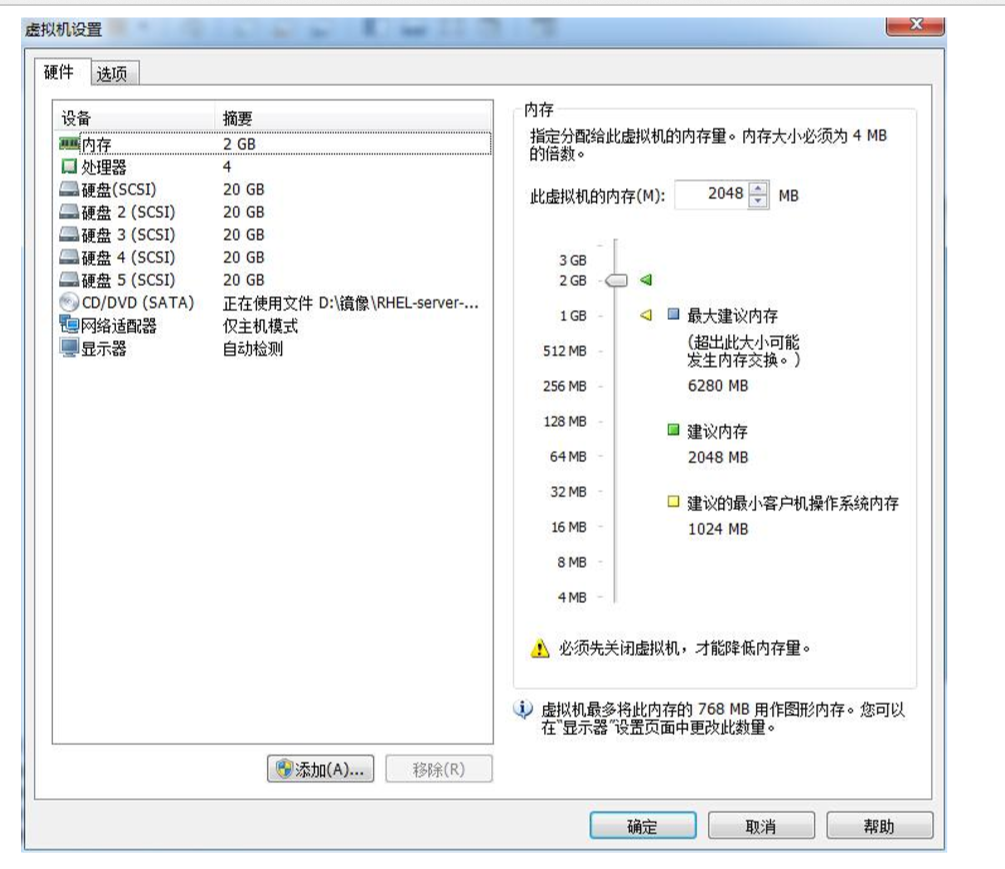 虚拟机设置
硬件
选项
设备 摘要
内存 2 GB
处理器 4
硬盘(SCSI) 20 GB
硬盘 2 (SCSI) 20 GB
硬盘 3 (SCSI) 20 GB
硬盘 4 (SCSI) 20 GB
硬盘 5 (SCSI) 20 GB
CD/DVD (SATA) 正在使用文件 D:\镜像\RHEL-server-...
网络适配器 仅主机模式
显示器 自动检测
添加(A)...
移除(R)
内存
指定分配给此虚拟机的内存量。内存大小必须为 4 MB
的倍数。
此虚拟机的内存(M): 2048 MB
3 GB
2 GB
1 GB
512 MB
256 MB
128 MB
64 MB
32 MB
16 MB
8 MB
4 MB
最大建议内存
(超出此大小可能
发生内存交换。)
6280 MB
建议内存
2048 MB
建议的最小客户机操作系统内存
1024 MB
必须先关闭虚拟机，才能降低内存量。
虚拟机最多将此内存的 768 MB 用作图形内存。您可以
在"显示器"设置页面中更改此数量。
确定
取消
帮助